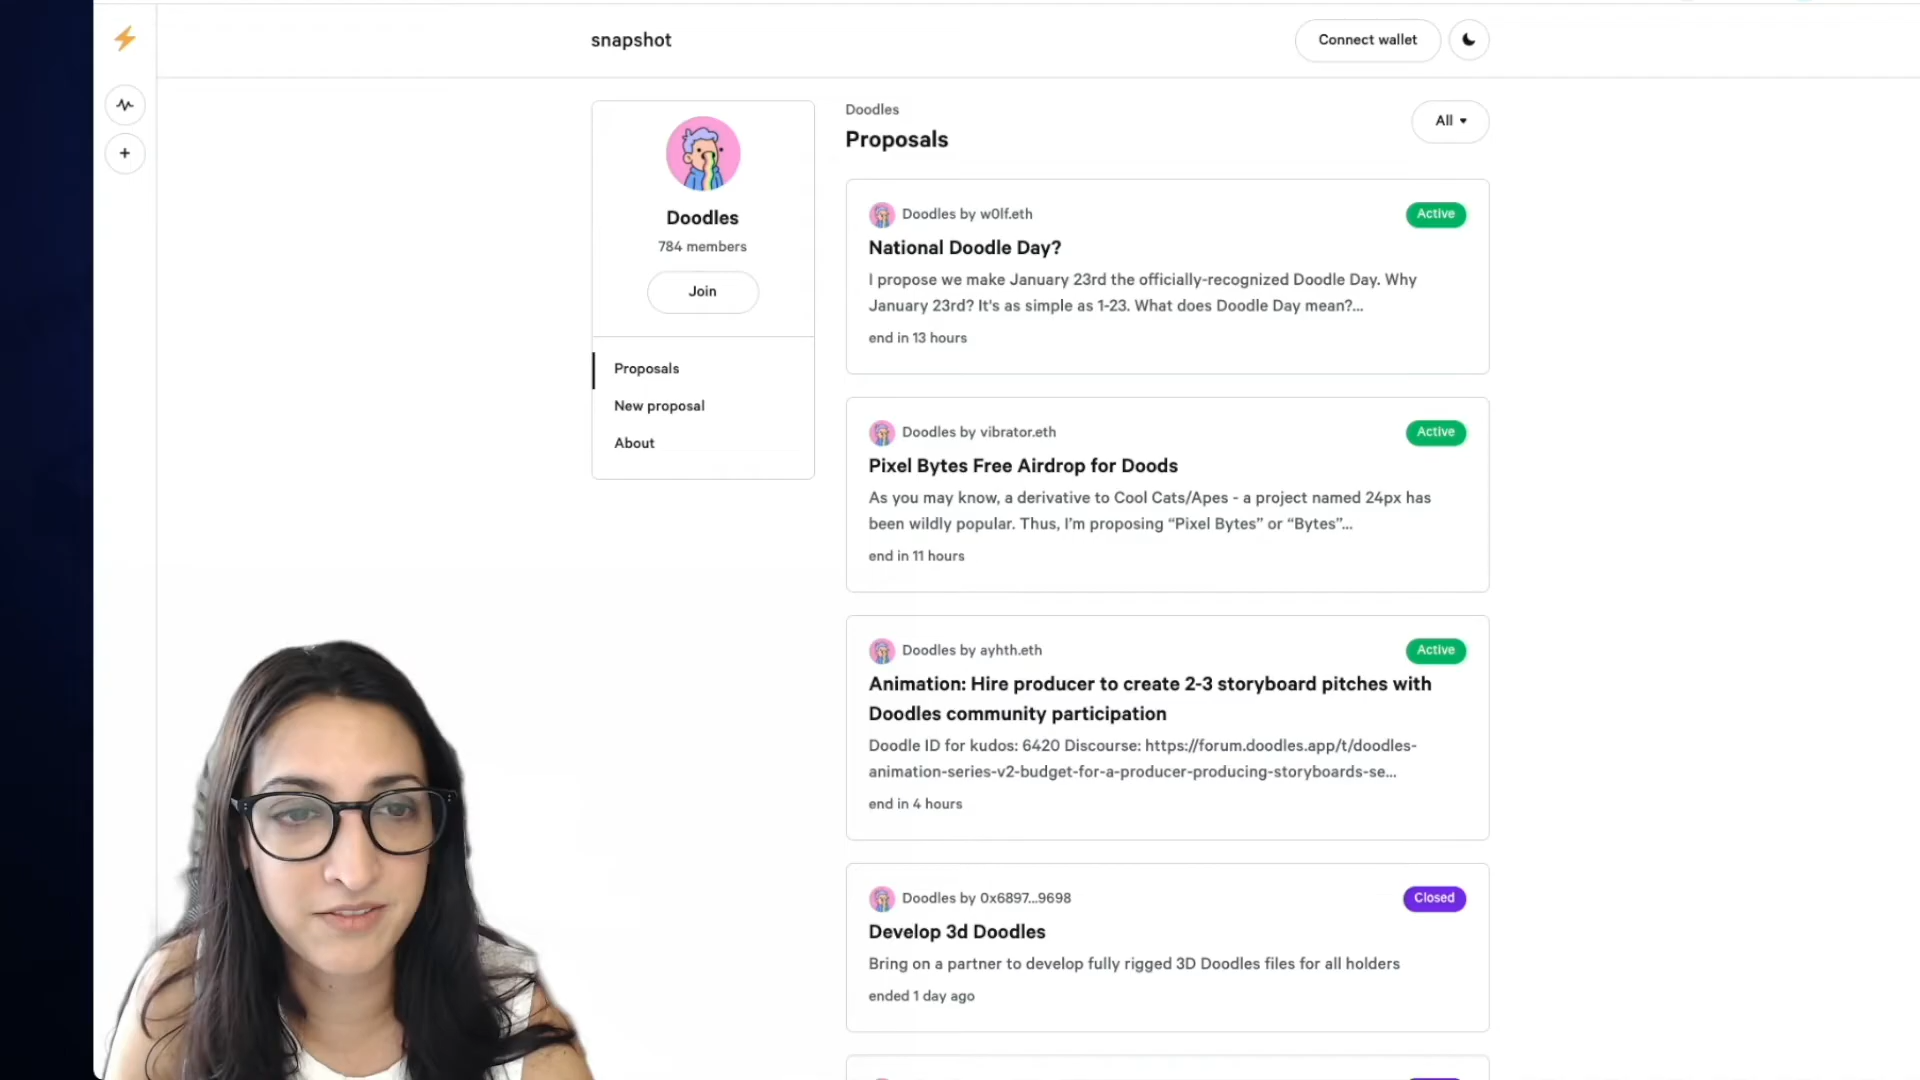 snapshot
Connect wallet
Doodles
784 members
Join
Proposals
New proposal
About
Doodles
Proposals
All
Doodles by w0lf.eth
Active
National Doodle Day?
I propose we make January 23rd the officially-recognized Doodle Day. Why
January 23rd? It's as simple as 1-23. What does Doodle Day mean?...
end in 13 hours
Doodles by vibrator.eth
Active
Pixel Bytes Free Airdrop for Doods
As you may know, a derivative to Cool Cats/Apes - a project named 24px has
been wildly popular. Thus, I’m proposing “Pixel Bytes” or “Bytes”...
end in 11 hours
Doodles by ayhth.eth
Active
Animation: Hire producer to create 2-3 storyboard pitches with
Doodles community participation
Doodle ID for kudos: 6420 Discourse: https://forum.doodles.app/t/doodles-
animation-series-v2-budget-for-a-producer-producing-storyboards-se...
end in 4 hours
Doodles by 0x6897...9698
Closed
Develop 3d Doodles
Bring on a partner to develop fully rigged 3D Doodles files for all holders
ended 1 day ago